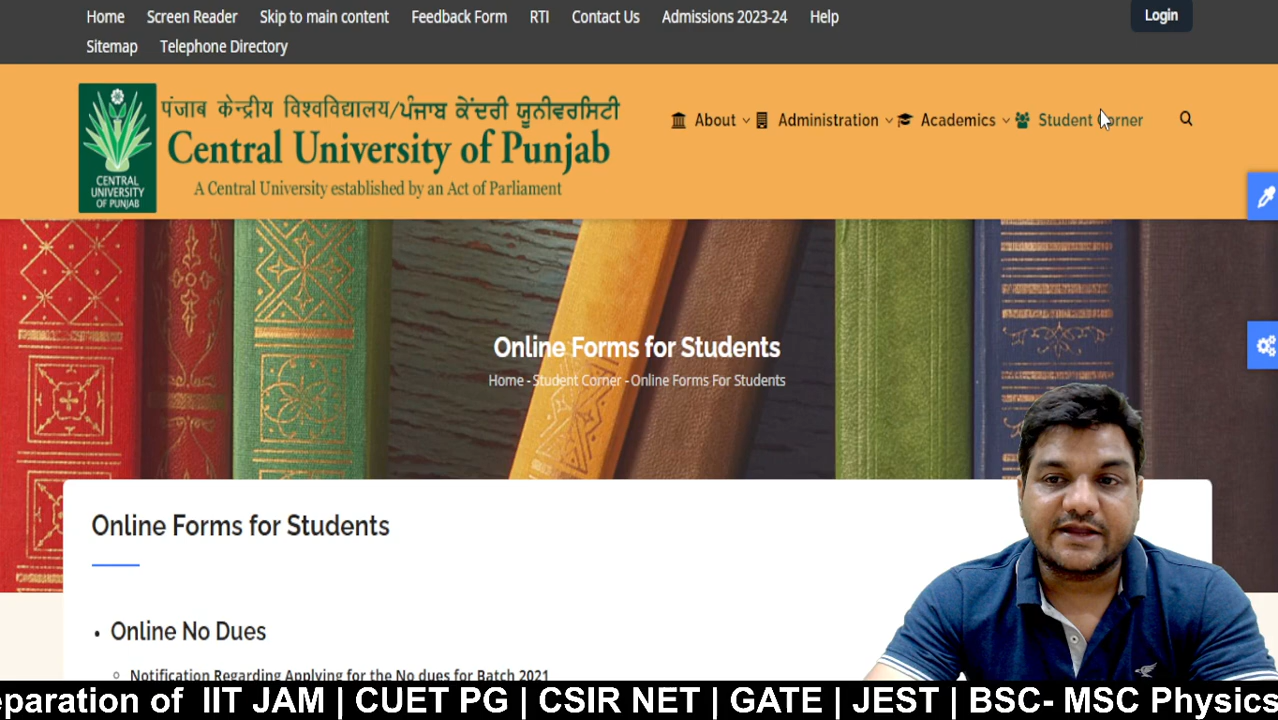 Home Screen Reader Skip to main content Feedback Form RTI Contact Us Admissions 2023-24 Help Login
Sitemap Telephone Directory
पंजाब केन्द्रीय विश्वविद्यालय/ਪੰਜਾਬ ਕੇਂਦਰੀ ਯੂਨੀਵਰਸਿਟੀ
Central University of Punjab
A Central University established by an Act of Parliament
CENTRAL
UNIVERSITY
OF PUNJAB
About Administration Academics Student Corner
Online Forms for Students
Home - Student Corner - Online Forms For Students
Online Forms for Students
• Online No Dues
Notification Regarding Applying for the No dues for Batch 2021
eparation of IIT JAM | CUET PG | CSIR NET | GATE | JEST | BSC- MSC Physics